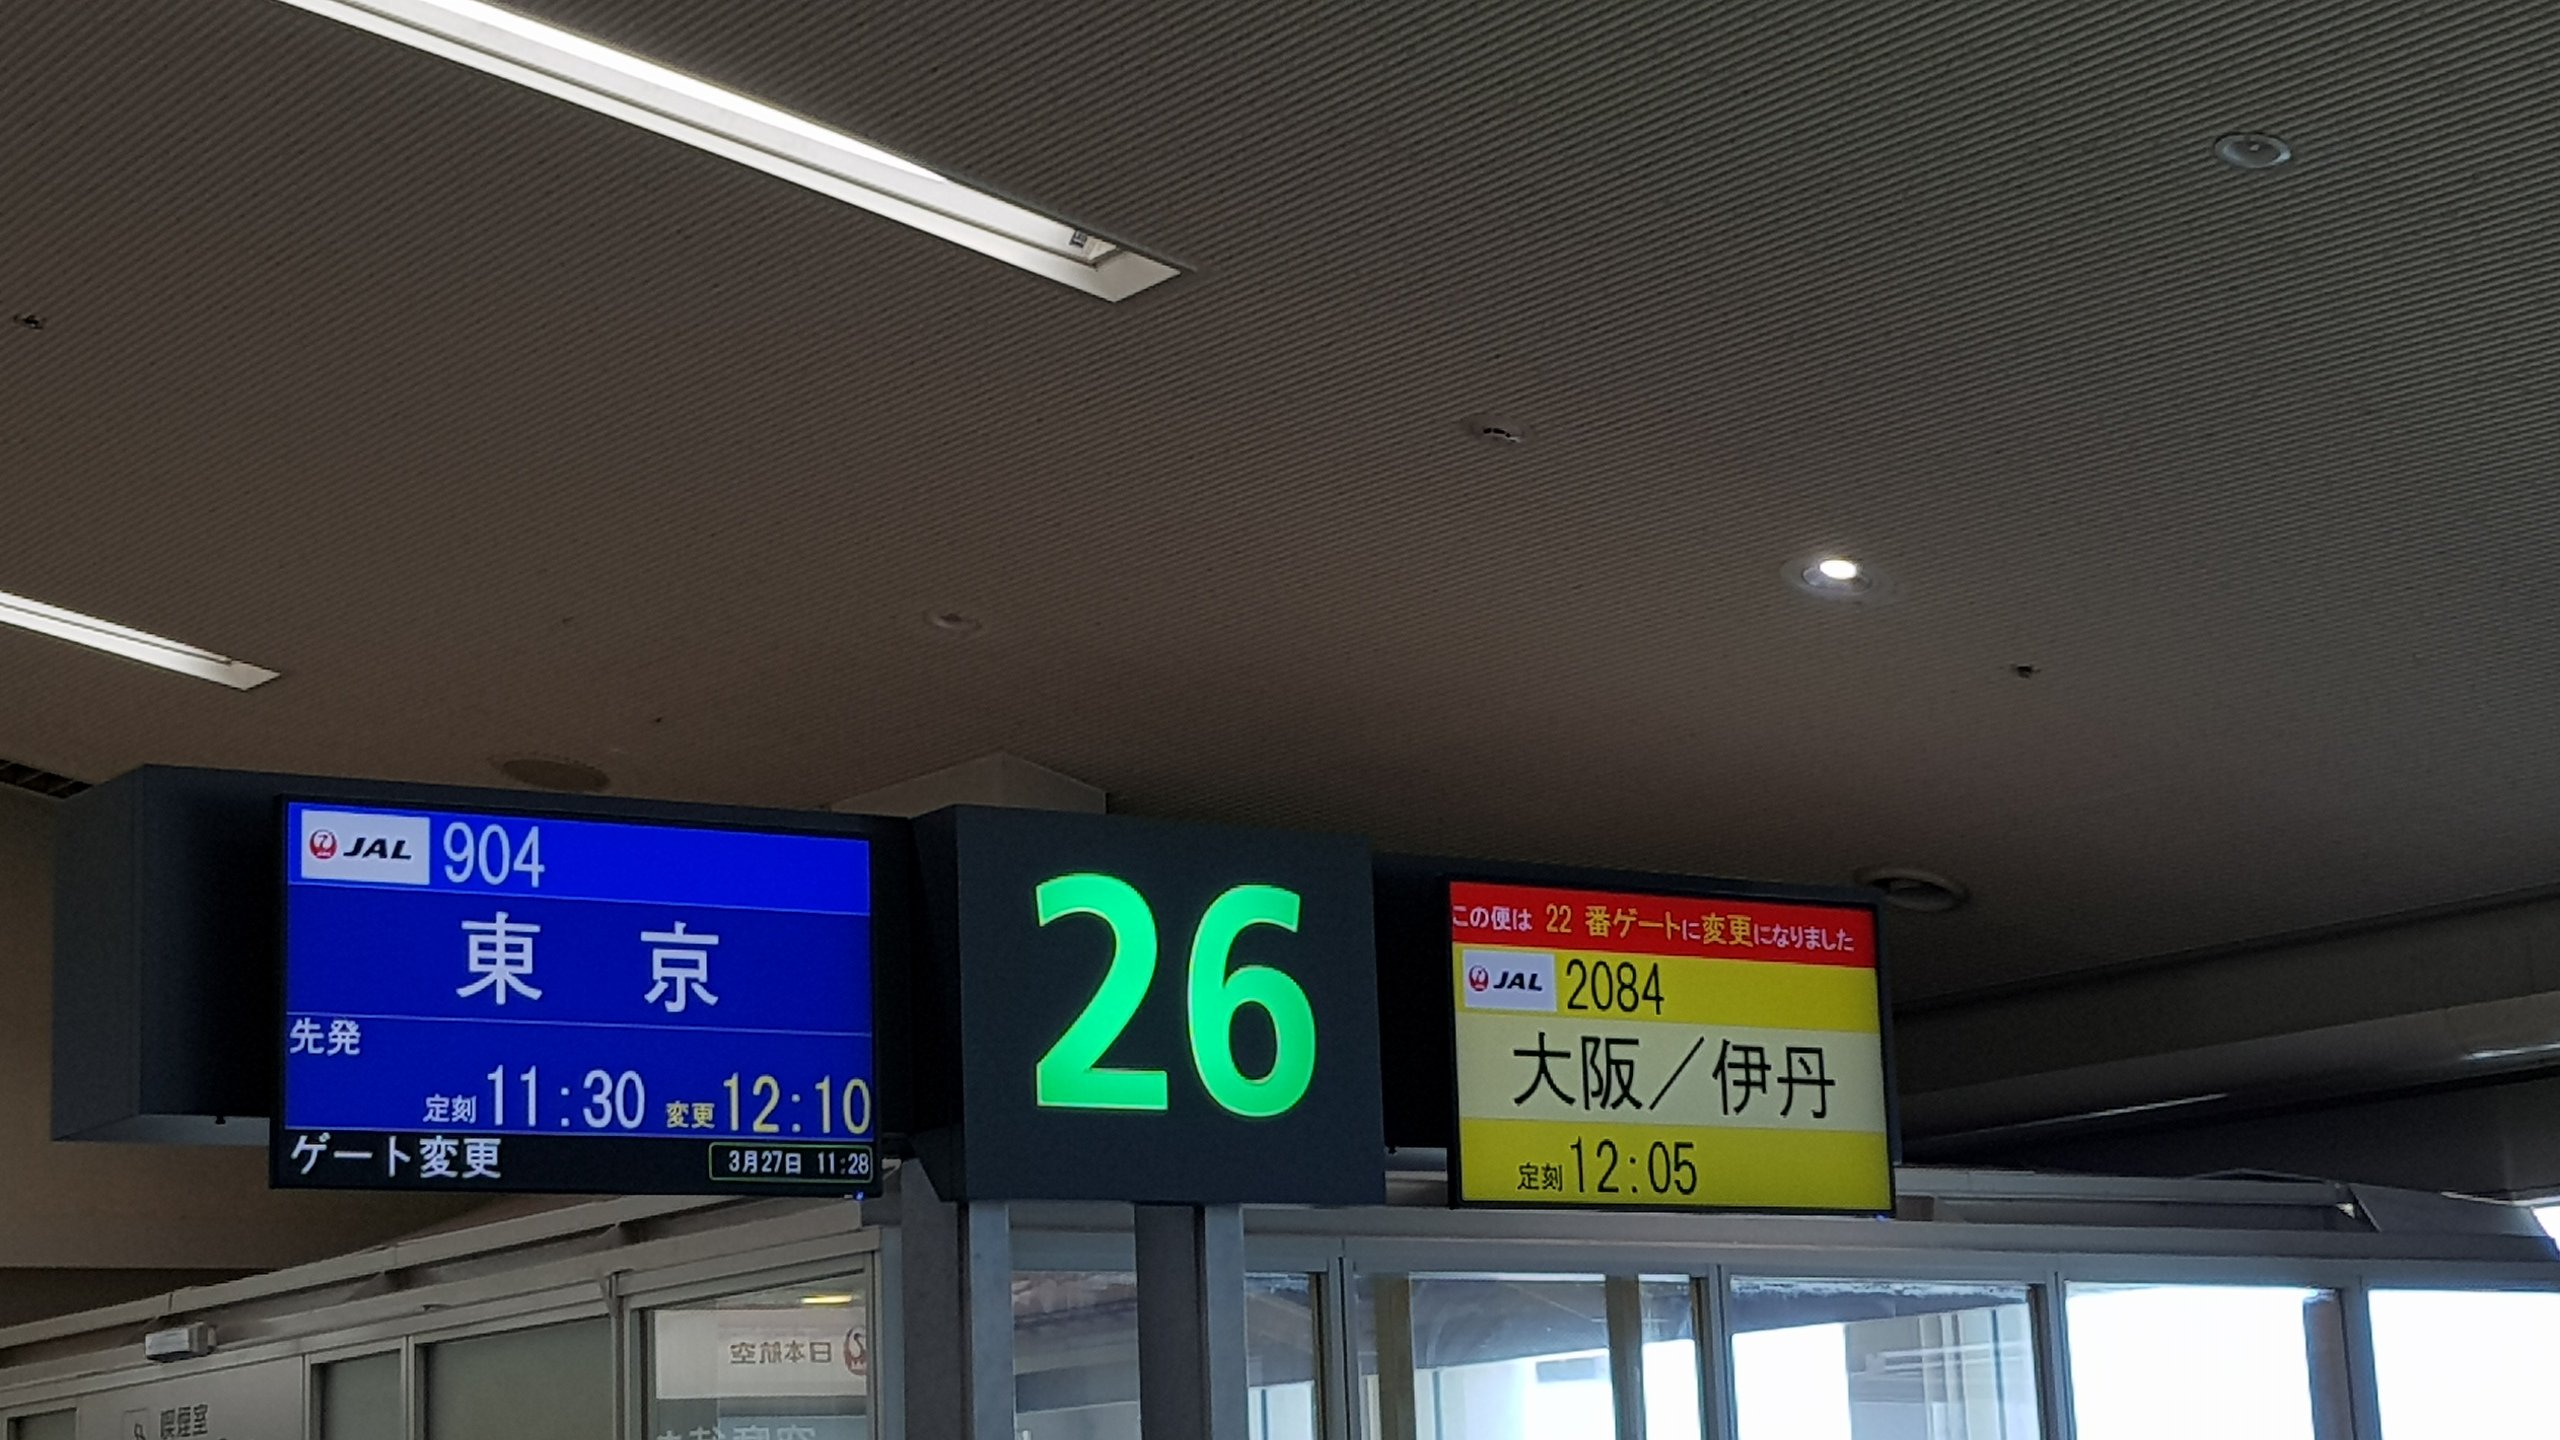 JAL 904
東 京
先発
定刻 11:30 変更 12:10
ゲート変更 3月27日 11:28
26
この便は 22 番ゲートに変更になりました
JAL 2084
大阪／伊丹
定刻 12:05
日本航空
喫煙室